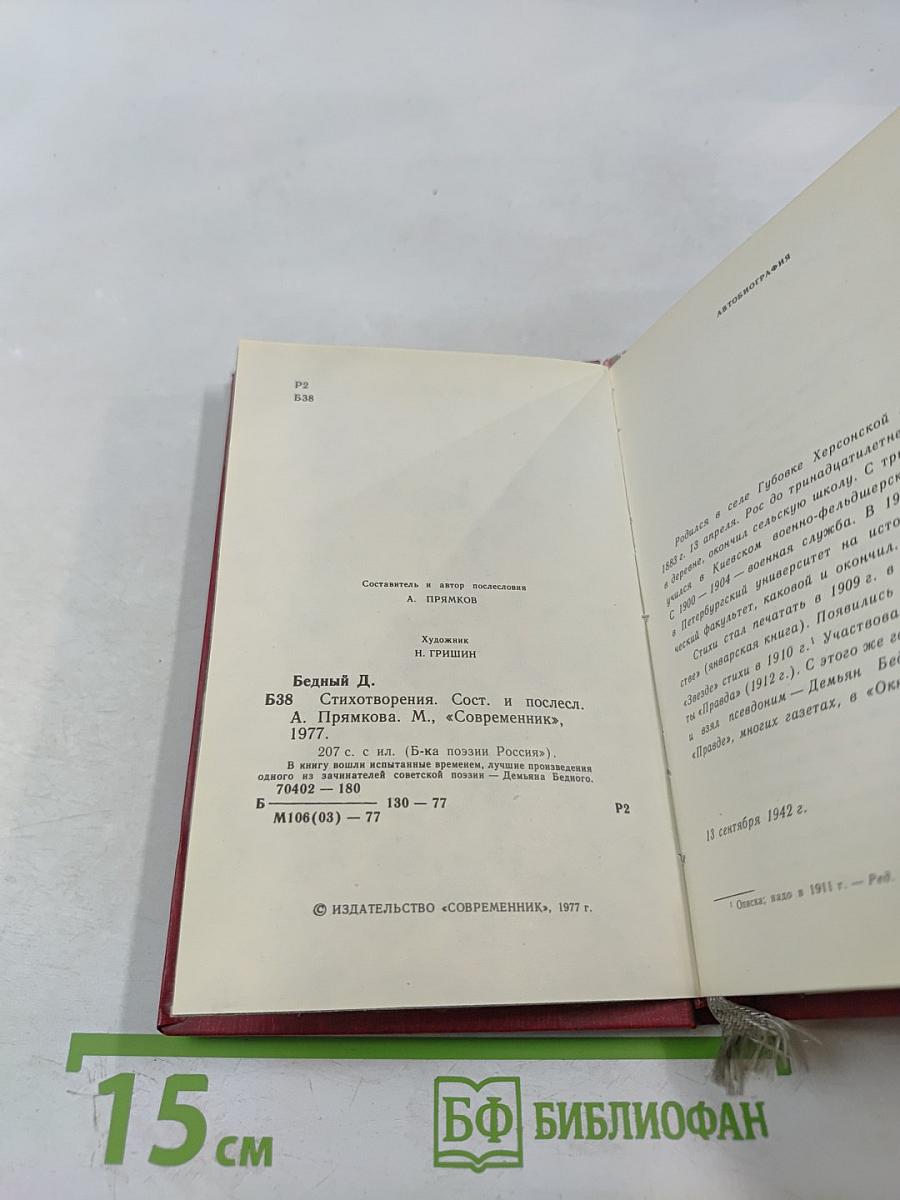 Р2
Б38
Составитель и автор послесловия
А. ПРЯМКОВ
Художник
Н. ГРИШИН
Бедный Д.
Б38 Стихотворения. Сост. и послесл.
А. Прямкова. М., «Современник»,
1977.
207 с. с ил. (Б-ка поэзии Россия»).
В книгу вошли испытанные временем, лучшие произведения
одного из зачинателей советской поэзии — Демьяна Бедного.
70402 — 180
Б 130 — 77
М106(03) — 77
Р2
© ИЗДАТЕЛЬСТВО «СОВРЕМЕННИК», 1977 г.
АВТОБИОГРАФИЯ
Родился в селе Губовке Херсонской
1883 г. 13 апреля. Рос до тринадцатилетне
в деревне, окончил сельскую школу. С три
учился в Киевском военно-фельдшерск
С 1900 — 1904 — военная служба. В 19
в Петербургский университет на исто
ческий факультет, каковой и окончил.
Стихи стал печатать в 1909 г. в
стве» (январская книга). Появились
«Звезде» стихи в 1910 г.¹ Участвова
ты «Правда» (1912 г.). С этого же г
и взял псевдоним — Демьян Бед
«Правде», многих газетах, в «Окн
13 сентября 1942 г.
¹ Описка; надо в 1911 г. — Ред.
15 см
БФ БИБЛИОФАН